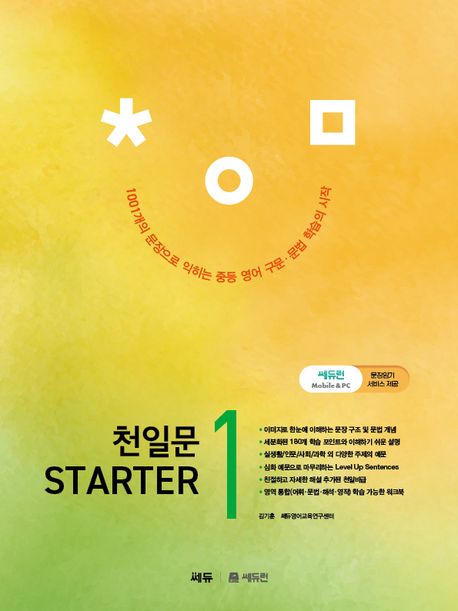 ㅊㅇㅁ
1001개의 문장으로 익히는 중등 영어 구문·문법 학습의 시작
쎄듀런
Mobile & PC
문장암기
서비스 제공
천일문
STARTER
1
• 이미지로 한눈에 이해하는 문장 구조 및 문법 개념
• 세분화된 180개 학습 포인트와 이해하기 쉬운 설명
• 실생활/인문/사회/과학 외 다양한 주제의 예문
• 심화 예문으로 마무리하는 Level Up Sentences
• 친절하고 자세한 해설 추가된 천일비급
• 영역 통합(어휘·문법·해석·영작) 학습 가능한 워크북
김기훈 쎄듀영어교육연구센터
쎄듀 | 쎄듀런